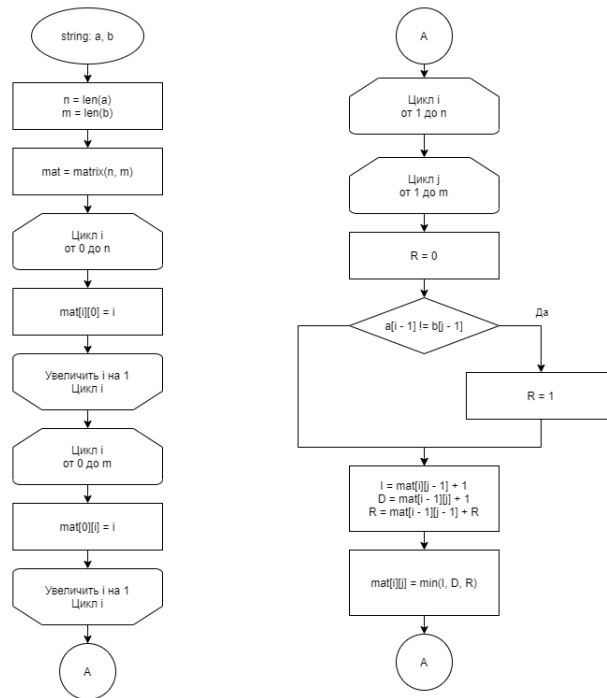 string: a, b
n = len(a)
m = len(b)
mat = matrix(n, m)
Цикл i
от 0 до n
mat[i][0] = i
Увеличить i на 1
Цикл i
Цикл i
от 0 до m
mat[0][i] = i
Увеличить i на 1
Цикл i
A
A
Цикл i
от 1 до n
Цикл j
от 1 до m
R = 0
a[i - 1] != b[j - 1]
Да
R = 1
I = mat[i][j - 1] + 1
D = mat[i - 1][j] + 1
R = mat[i - 1][j - 1] + R
mat[i][j] = min(I, D, R)
A